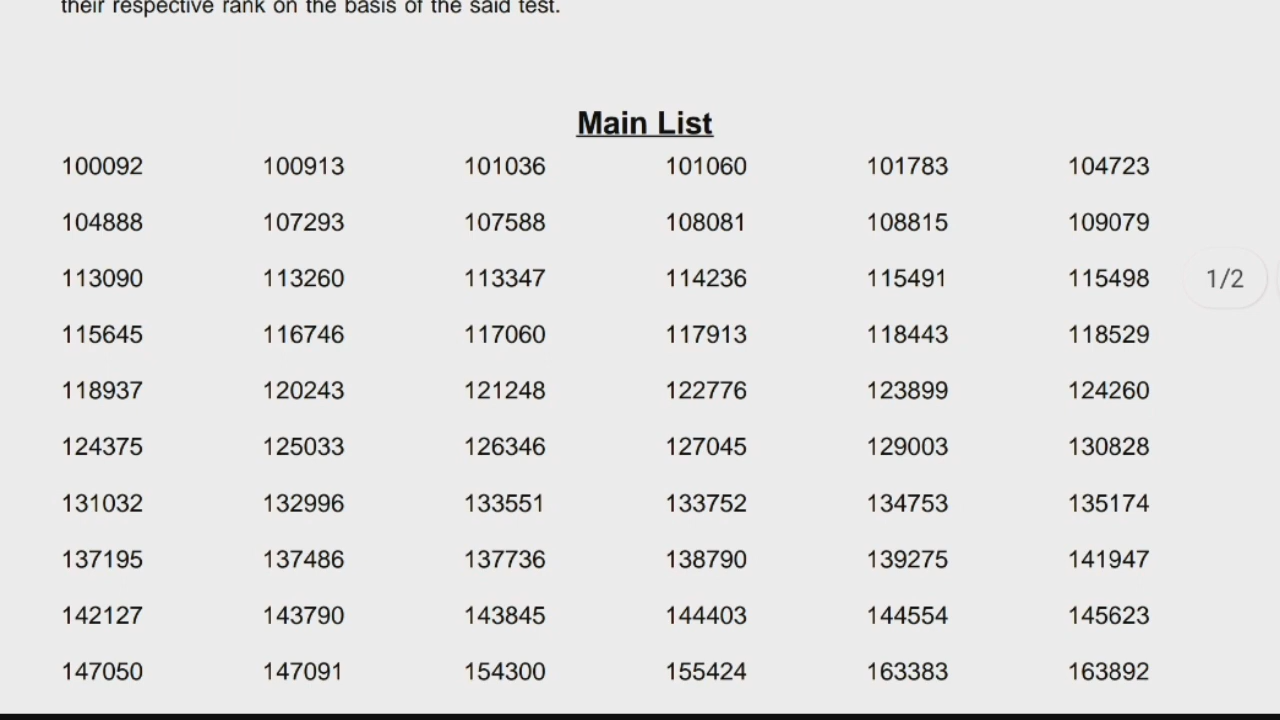 their respective rank on the basis of the said test.
Main List
100092 100913 101036 101060 101783 104723
104888 107293 107588 108081 108815 109079
113090 113260 113347 114236 115491 115498
1/2
115645 116746 117060 117913 118443 118529
118937 120243 121248 122776 123899 124260
124375 125033 126346 127045 129003 130828
131032 132996 133551 133752 134753 135174
137195 137486 137736 138790 139275 141947
142127 143790 143845 144403 144554 145623
147050 147091 154300 155424 163383 163892